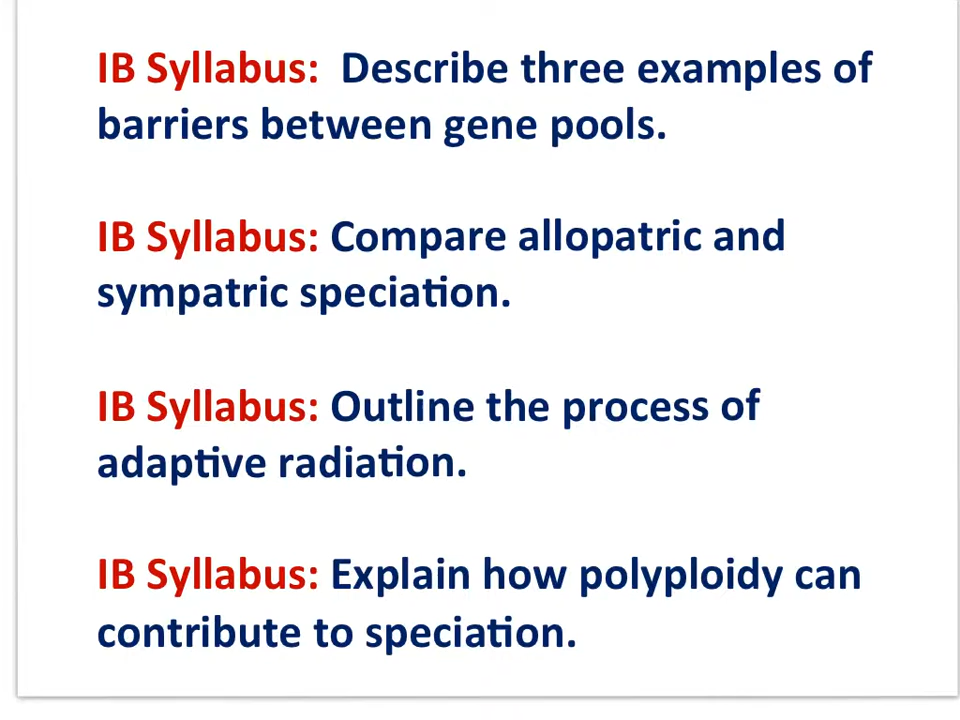 IB Syllabus: Describe three examples of
barriers between gene pools.
IB Syllabus: Compare allopatric and
sympatric speciation.
IB Syllabus: Outline the process of
adaptive radiation.
IB Syllabus: Explain how polyploidy can
contribute to speciation.